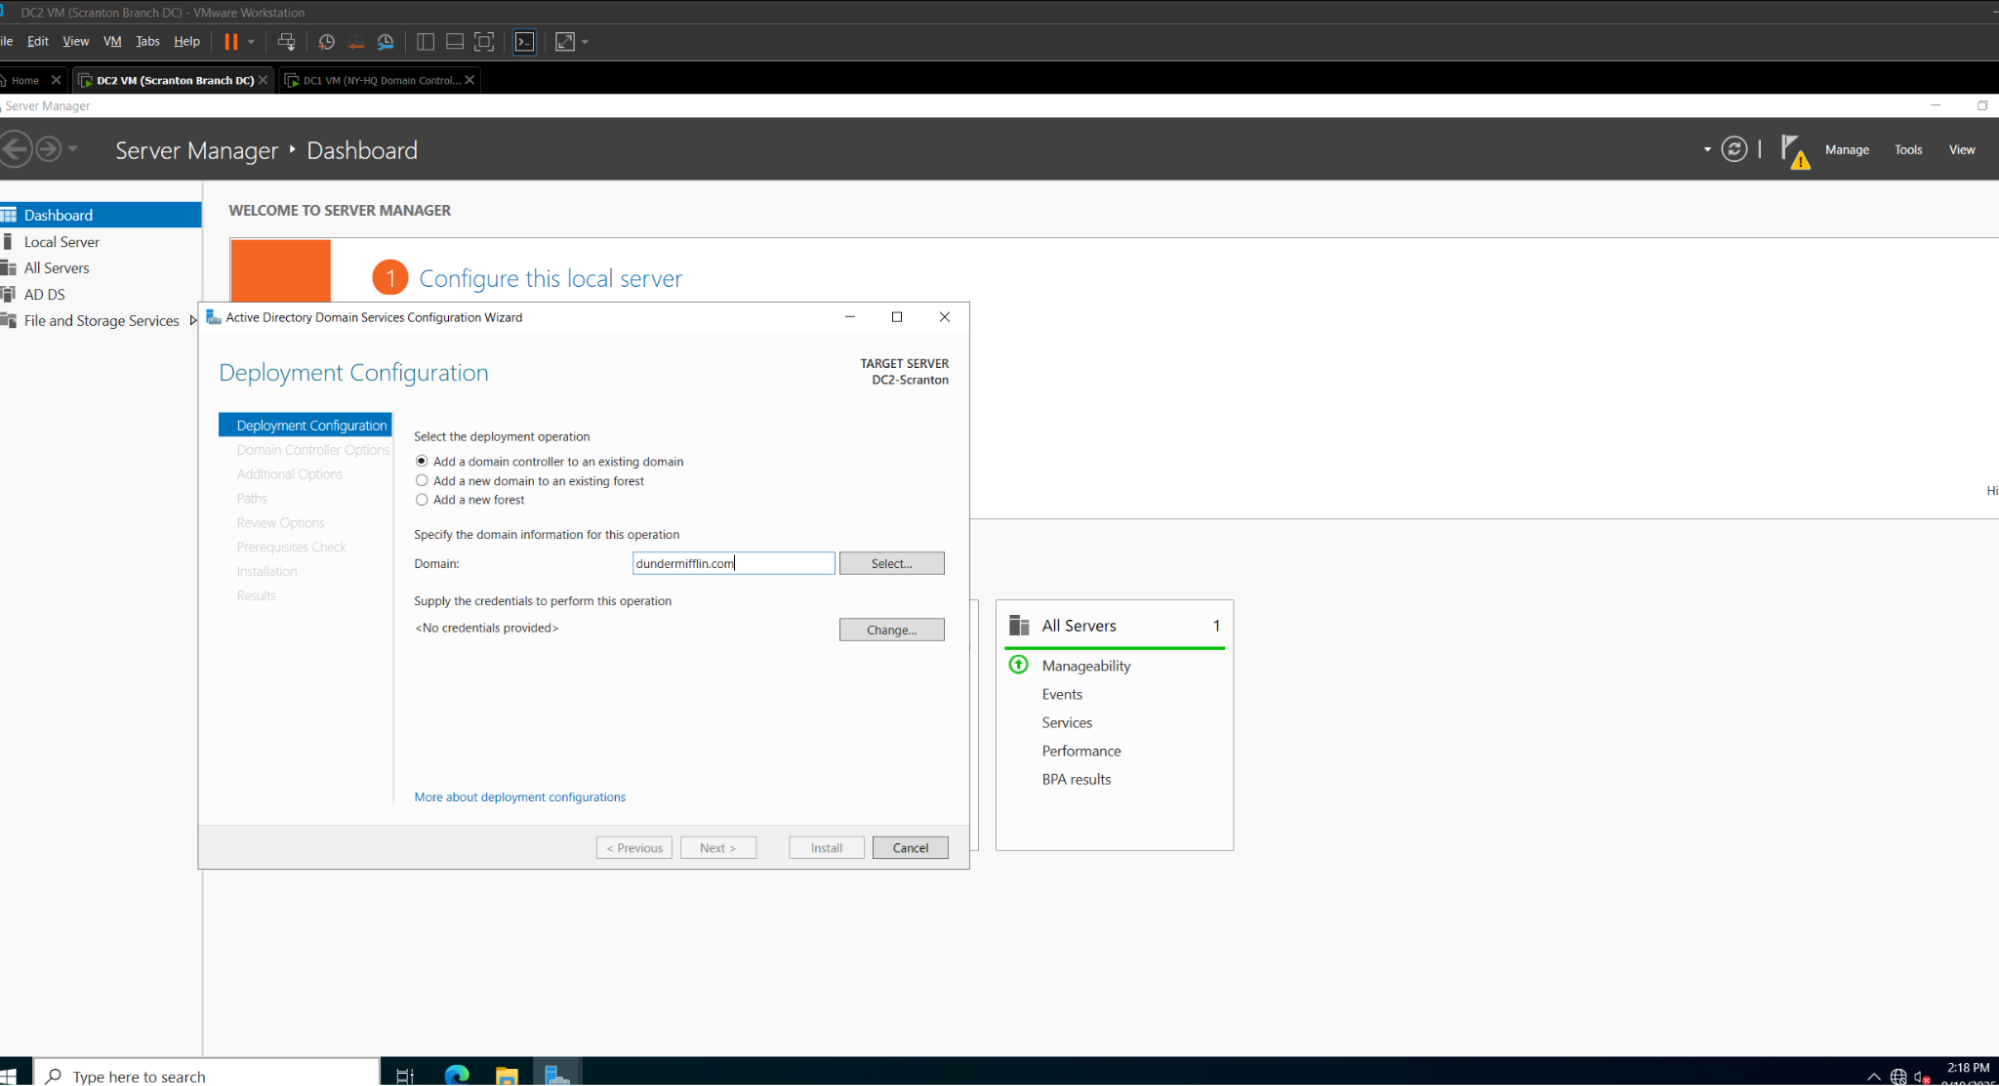 DC2 VM (Scranton Branch DC) - VMware Workstation
ile Edit View VM Tabs Help
Home DC2 VM (Scranton Branch DC) DC1 VM (NY-HQ Domain Control...
Server Manager
Server Manager Dashboard
Manage Tools View
Dashboard
Local Server
All Servers
AD DS
File and Storage Services
WELCOME TO SERVER MANAGER
1 Configure this local server
Hi
Active Directory Domain Services Configuration Wizard
Deployment Configuration
TARGET SERVER
DC2-Scranton
Deployment Configuration
Domain Controller Options
Additional Options
Paths
Review Options
Prerequisites Check
Installation
Results
Select the deployment operation
Add a domain controller to an existing domain
Add a new domain to an existing forest
Add a new forest
Specify the domain information for this operation
Domain: dundermifflin.com Select...
Supply the credentials to perform this operation
<No credentials provided> Change...
More about deployment configurations
< Previous Next > Install Cancel
All Servers 1
Manageability
Events
Services
Performance
BPA results
Type here to search
2:18 PM